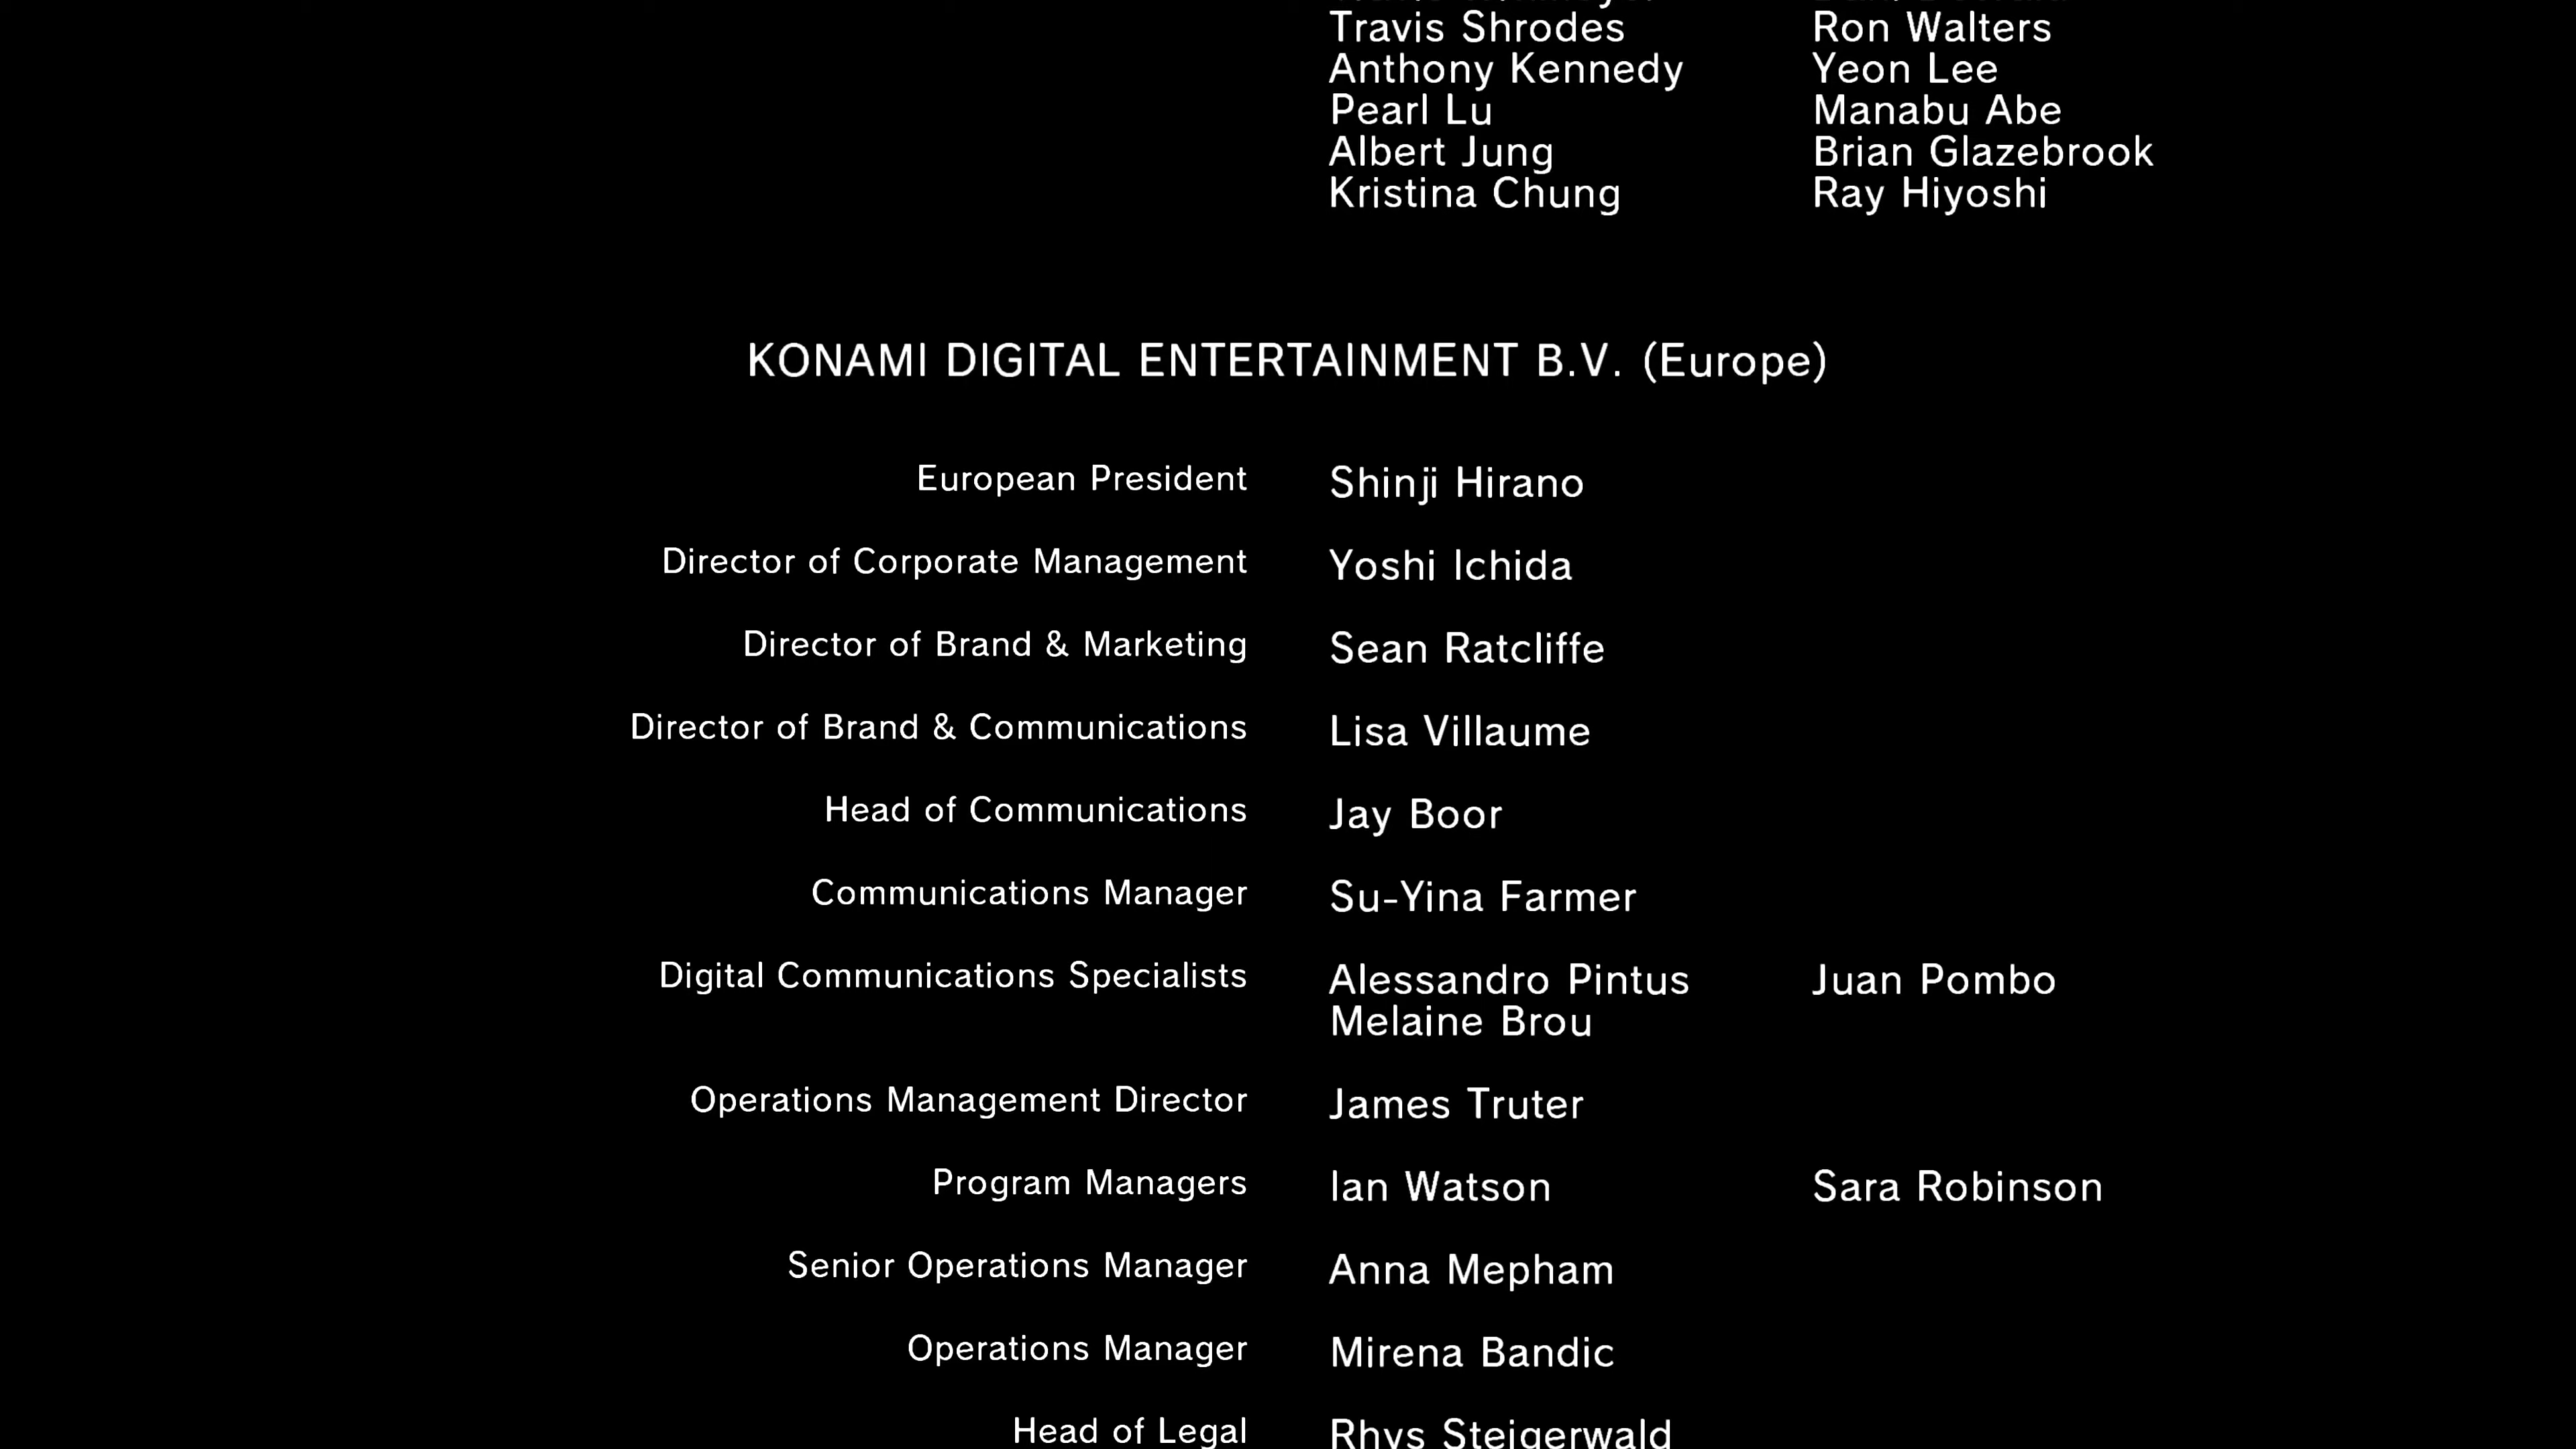 Travis Shrodes Ron Walters
Anthony Kennedy Yeon Lee
Pearl Lu Manabu Abe
Albert Jung Brian Glazebrook
Kristina Chung Ray Hiyoshi
KONAMI DIGITAL ENTERTAINMENT B.V. (Europe)
European President Shinji Hirano
Director of Corporate Management Yoshi Ichida
Director of Brand & Marketing Sean Ratcliffe
Director of Brand & Communications Lisa Villaume
Head of Communications Jay Boor
Communications Manager Su-Yina Farmer
Digital Communications Specialists Alessandro Pintus Juan Pombo
Melaine Brou
Operations Management Director James Truter
Program Managers Ian Watson Sara Robinson
Senior Operations Manager Anna Mepham
Operations Manager Mirena Bandic
Head of Legal Rhys Steigerwald